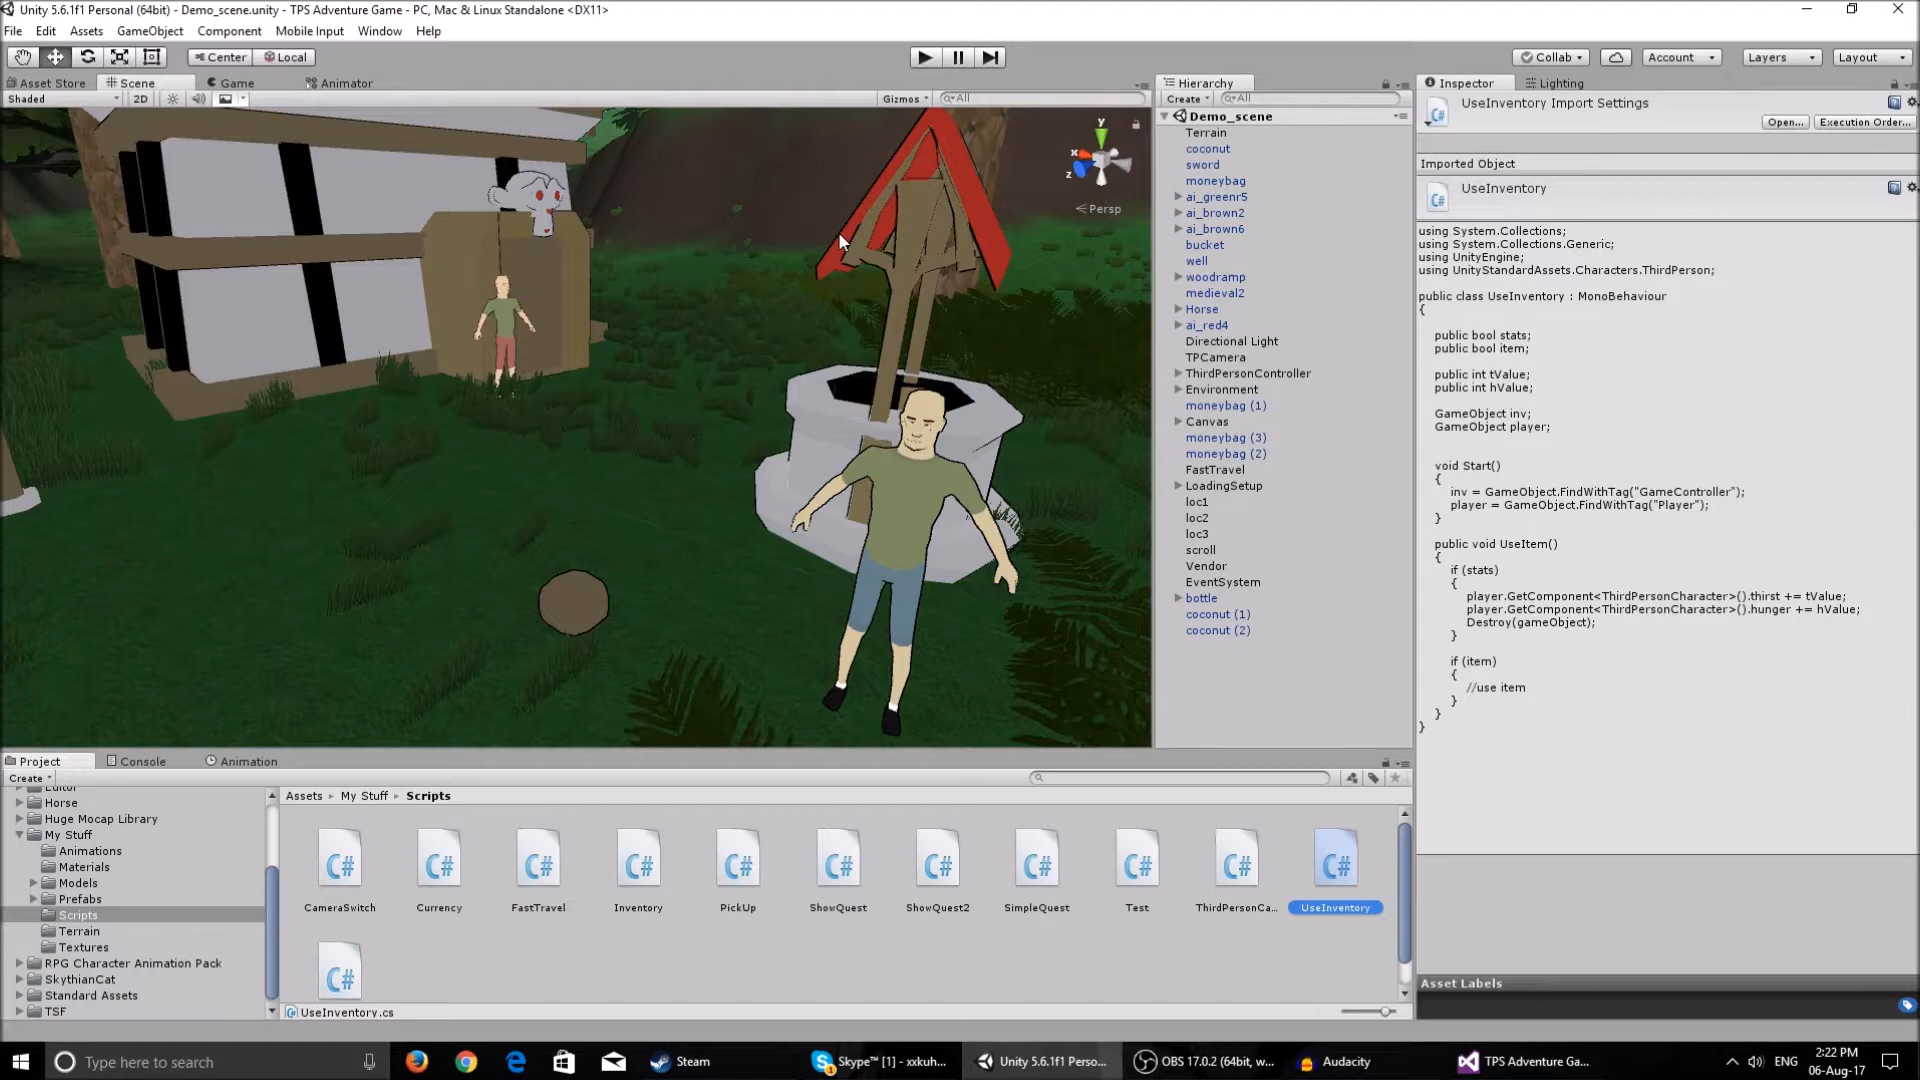 Unity 5.6.1f1 Personal (64bit) - Demo_scene.unity - TPS Adventure Game - PC, Mac & Linux Standalone <DX11>
File Edit Assets GameObject Component Mobile Input Window Help
Center Local Collab Account Layers Layout
Asset Store Scene Game Animator
Shaded 2D Gizmos All
y
x
z
Persp
Hierarchy
Create All
Demo_scene
Terrain
coconut
sword
moneybag
ai_greenr5
ai_brown2
ai_brown6
bucket
well
woodramp
medieval2
Horse
ai_red4
Directional Light
TPCamera
ThirdPersonController
Environment
moneybag (1)
Canvas
moneybag (3)
moneybag (2)
FastTravel
LoadingSetup
loc1
loc2
loc3
scroll
Vendor
EventSystem
bottle
coconut (1)
coconut (2)
Inspector Lighting
UseInventory Import Settings
Open... Execution Order...
Imported Object
UseInventory
using System.Collections;
using System.Collections.Generic;
using UnityEngine;
using UnityStandardAssets.Characters.ThirdPerson;
public class UseInventory : MonoBehaviour
{
public bool stats;
public bool item;
public int tValue;
public int hValue;
GameObject inv;
GameObject player;
void Start()
{
inv = GameObject.FindWithTag("GameController");
player = GameObject.FindWithTag("Player");
}
public void UseItem()
{
if (stats)
{
player.GetComponent<ThirdPersonCharacter>().thirst += tValue;
player.GetComponent<ThirdPersonCharacter>().hunger += hValue;
Destroy(gameObject);
}
if (item)
{
//use item
}
}
}
Asset Labels
Project Console Animation
Create
Editor
Horse
Huge Mocap Library
My Stuff
Animations
Materials
Models
Prefabs
Scripts
Terrain
Textures
RPG Character Animation Pack
SkythianCat
Standard Assets
TSF
Assets My Stuff Scripts
C# C# C# C# C# C# C# C# C# C# C#
CameraSwitch Currency FastTravel Inventory PickUp ShowQuest ShowQuest2 SimpleQuest Test ThirdPersonCa... UseInventory
C#
UseInventory.cs
Type here to search Steam Skype™ [1] - xxkuh... Unity 5.6.1f1 Perso... OBS 17.0.2 (64bit, w... Audacity TPS Adventure Ga... ENG 2:22 PM
06-Aug-17